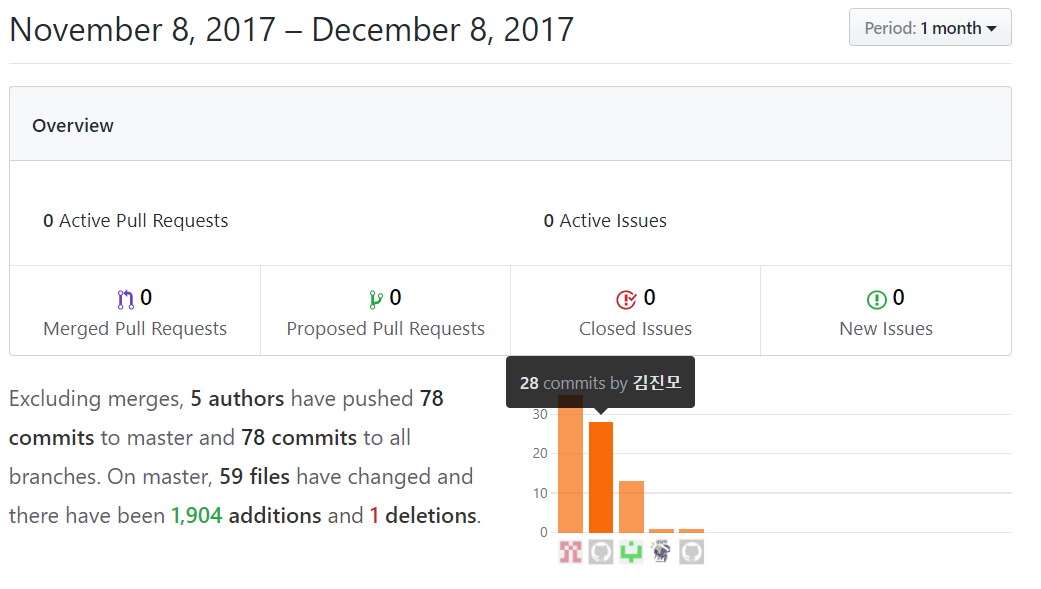 November 8, 2017 – December 8, 2017
Period: 1 month
Overview
0 Active Pull Requests
0 Active Issues
0
Merged Pull Requests
0
Proposed Pull Requests
0
Closed Issues
0
New Issues
Excluding merges, 5 authors have pushed 78
commits to master and 78 commits to all
branches. On master, 59 files have changed and
there have been 1,904 additions and 1 deletions.
28 commits by 김진모
30
20
10
0